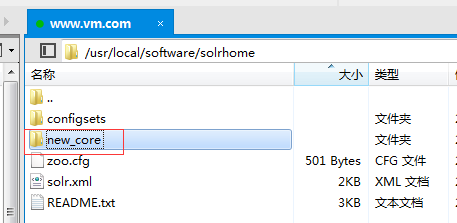 www.vm.com
/usr/local/software/solrhome
名称 大小 类型
..
configsets 文件夹
new_core 文件夹
zoo.cfg 501 Bytes CFG 文件
solr.xml 2KB XML 文档
README.txt 3KB 文本文档